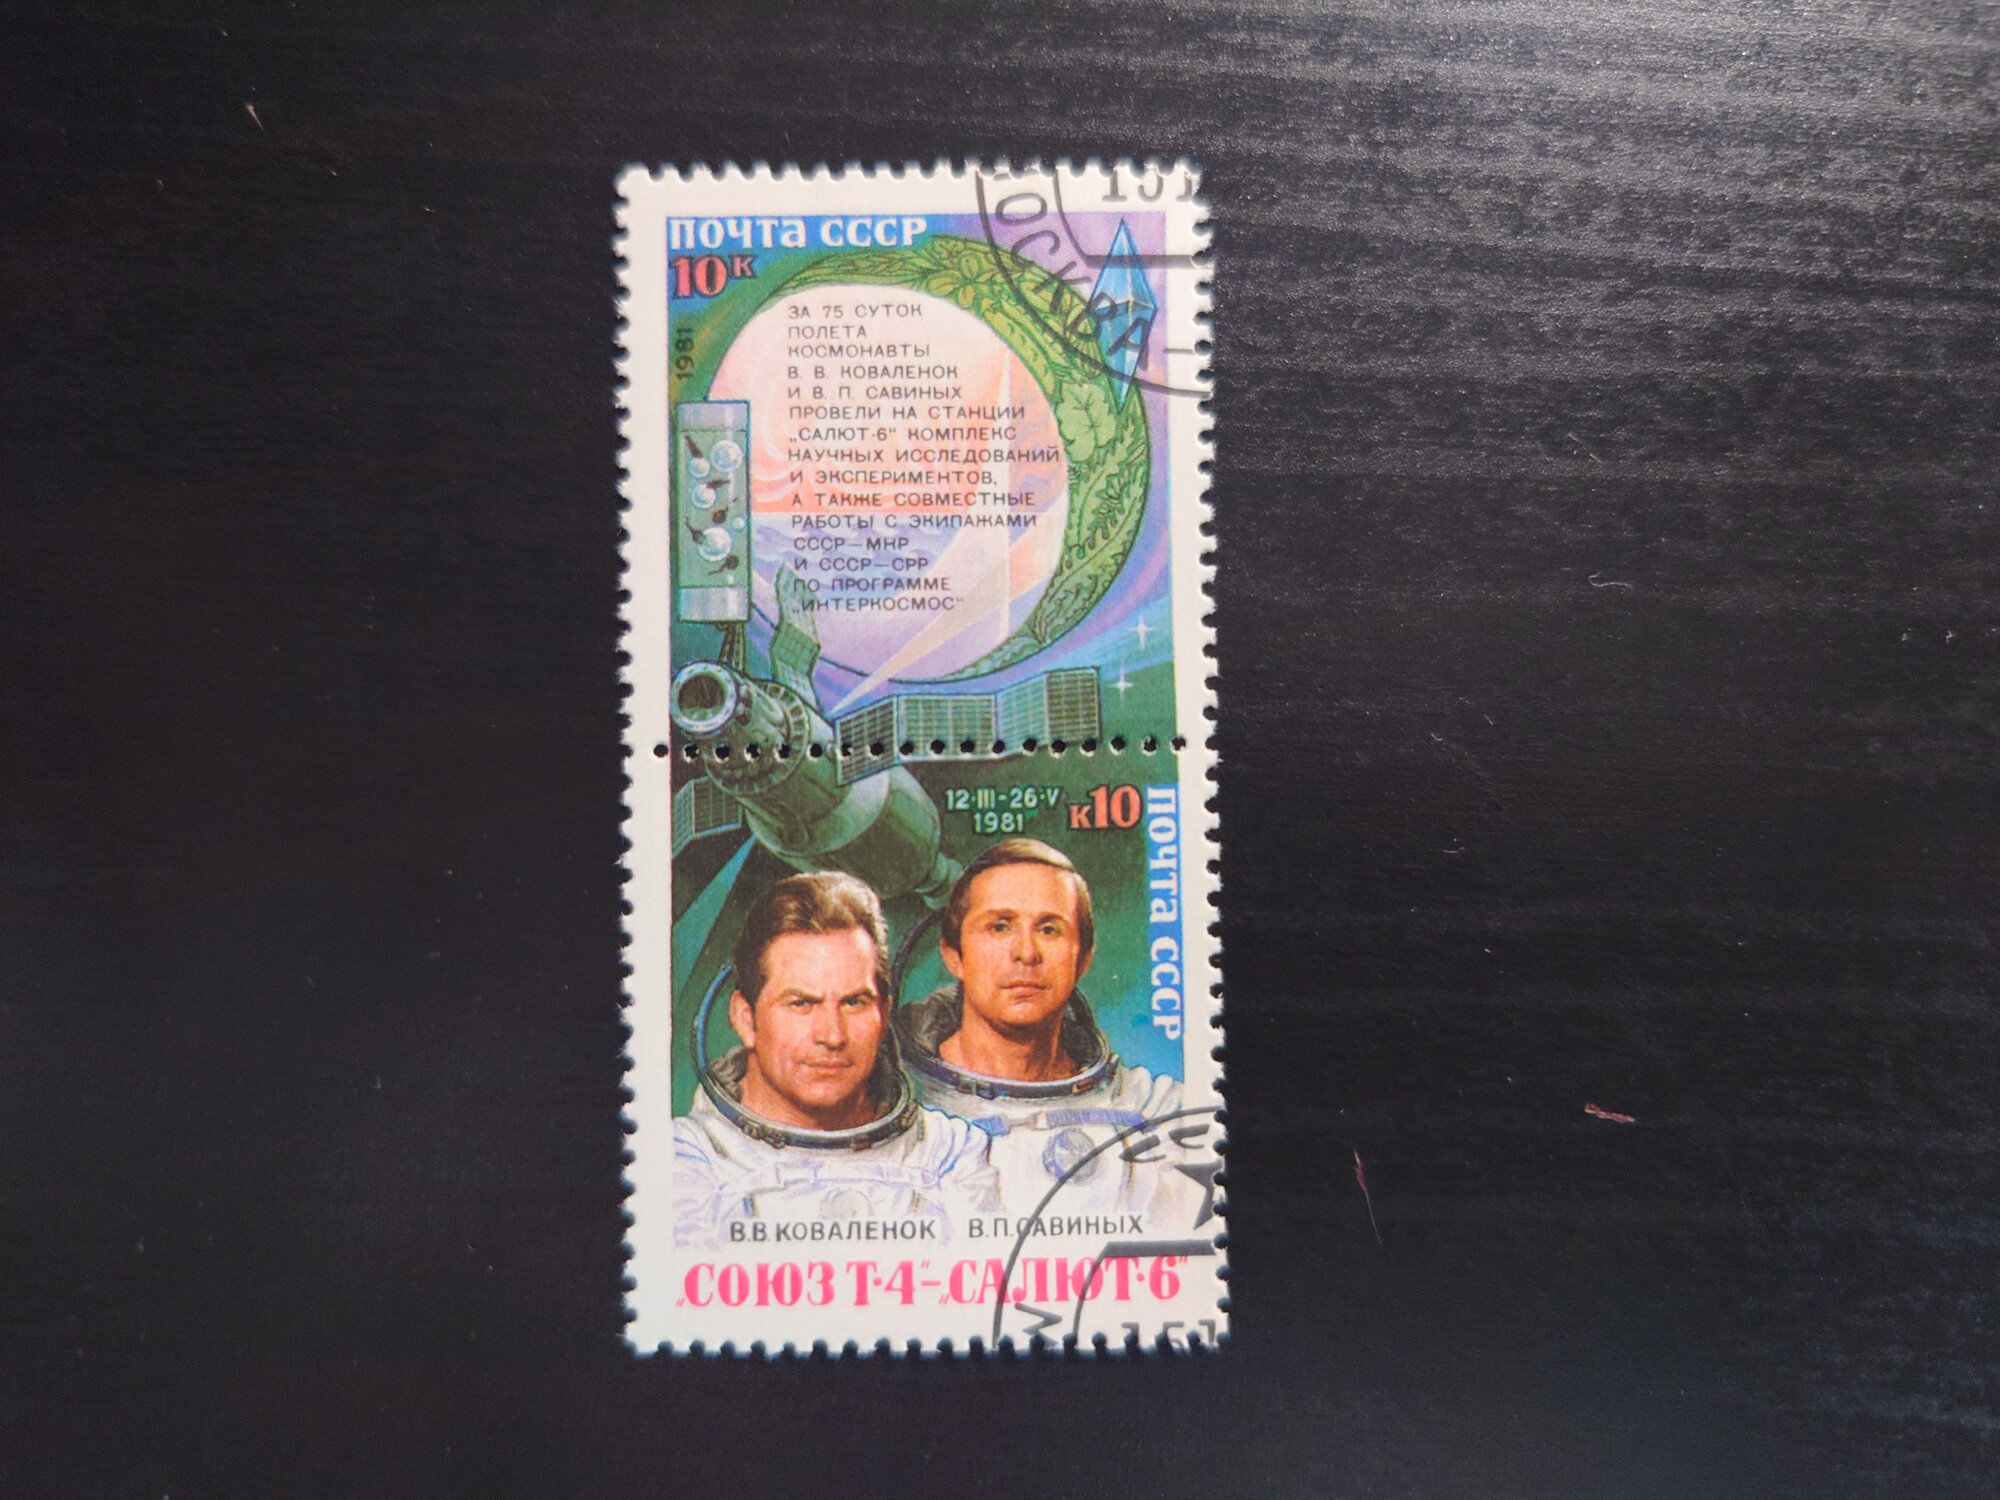 ПОЧТА СССР
10К
1981
МОСКВА
ЗА 75 СУТОК
ПОЛЕТА
КОСМОНАВТЫ
В. В. КОВАЛЕНОК
И В. П. САВИНЫХ
ПРОВЕЛИ НА СТАНЦИИ
„САЛЮТ·6“ КОМПЛЕКС
НАУЧНЫХ ИССЛЕДОВАНИЙ
И ЭКСПЕРИМЕНТОВ,
А ТАКЖЕ СОВМЕСТНЫЕ
РАБОТЫ С ЭКИПАЖАМИ
СССР—МНР
И СССР—СРР
ПО ПРОГРАММЕ
„ИНТЕРКОСМОС“
12·III-26·V
1981
К10
ПОЧТА СССР
В.В.КОВАЛЕНОК В.П.САВИНЫХ
„СОЮЗ Т·4“–„САЛЮТ·6“